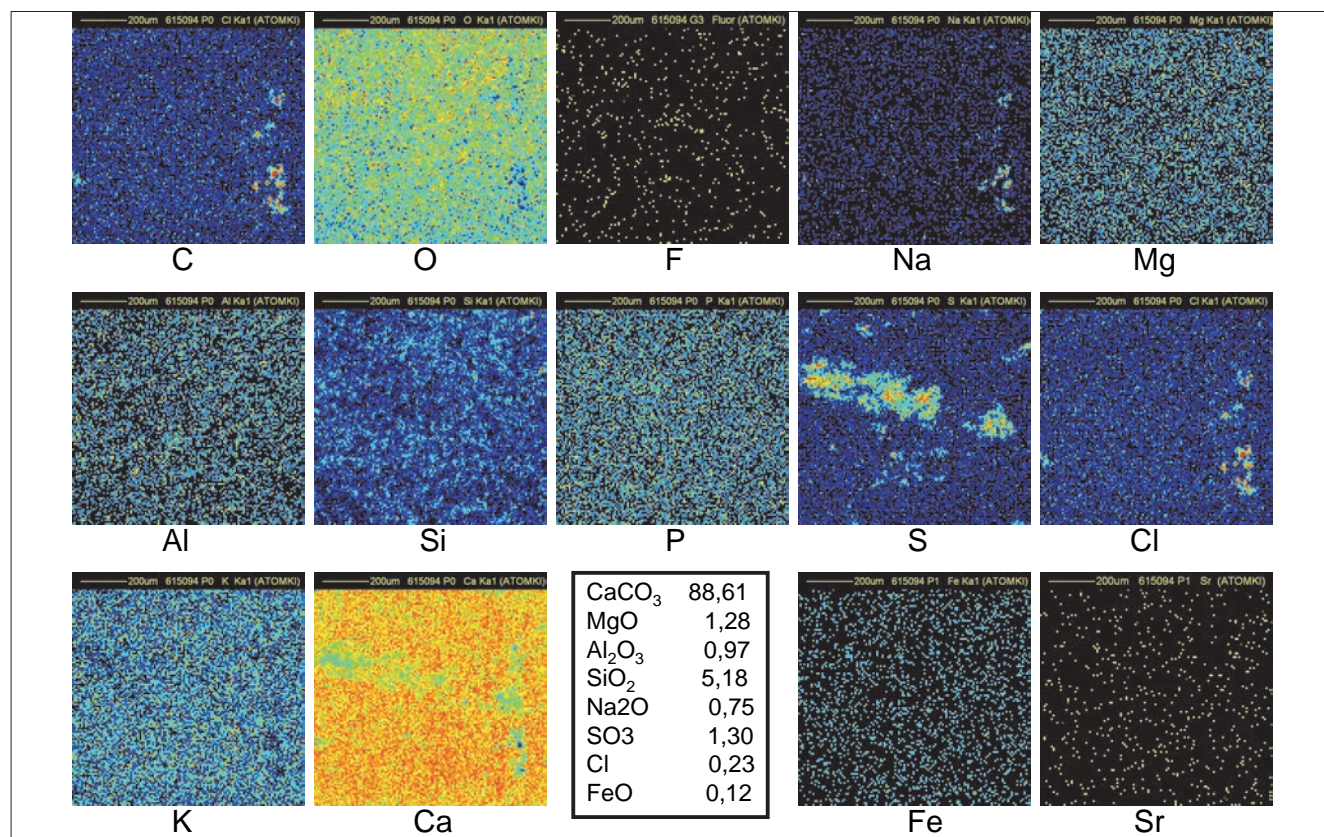 200um 615094 P0 Cl Ka1 (ATOMKI)
200um 615094 P0 O Ka1 (ATOMKI)
200um 615094 G3 Fluor (ATOMKI)
200um 615094 P0 Na Ka1 (ATOMKI)
200um 615094 P0 Mg Ka1 (ATOMKI)
C
O
F
Na
Mg
200um 615094 P0 Al Ka1 (ATOMKI)
200um 615094 P0 Si Ka1 (ATOMKI)
200um 615094 P0 P Ka1 (ATOMKI)
200um 615094 P0 S Ka1 (ATOMKI)
200um 615094 P0 Cl Ka1 (ATOMKI)
Al
Si
P
S
Cl
200um 615094 P0 K Ka1 (ATOMKI)
200um 615094 P0 Ca Ka1 (ATOMKI)
CaCO₃ 88,61
MgO 1,28
Al₂O₃ 0,97
SiO₂ 5,18
Na2O 0,75
SO3 1,30
Cl 0,23
FeO 0,12
200um 615094 P1 Fe Ka1 (ATOMKI)
200um 615094 P1 Sr (ATOMKI)
K
Ca
Fe
Sr